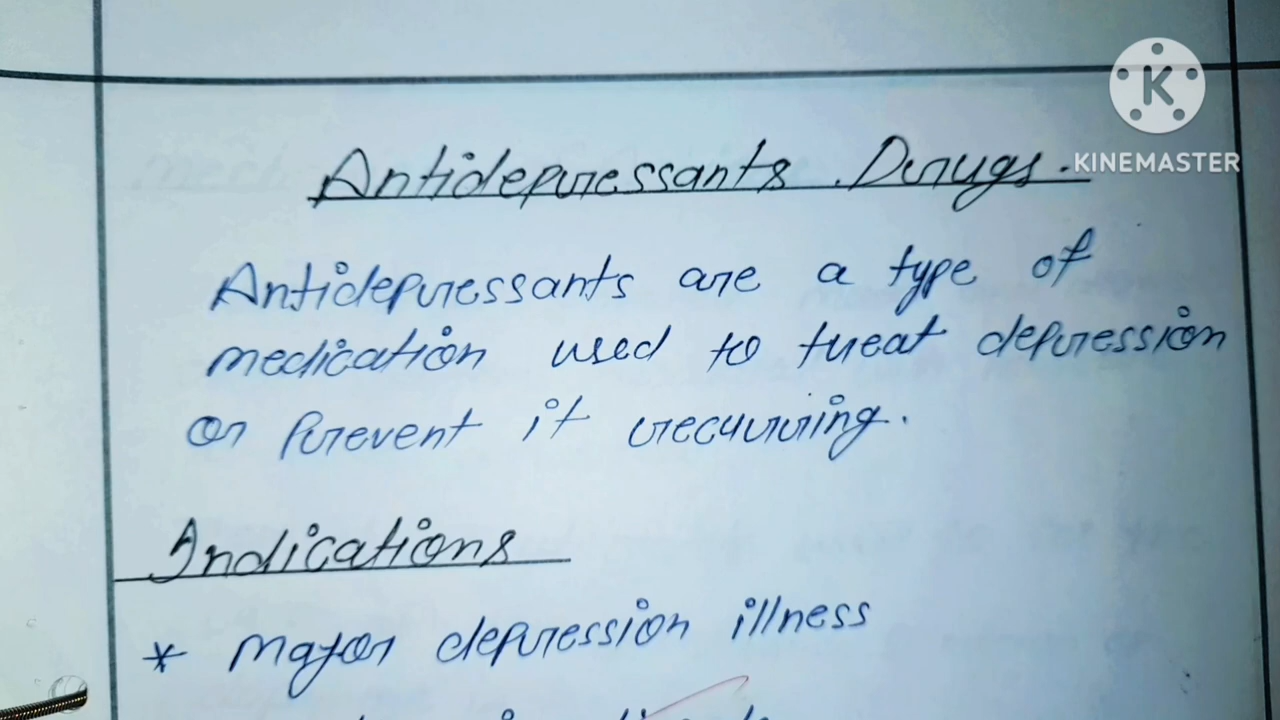 Antidepressants Drugs.
Antidepressants are a type of
medication used to treat depression
or prevent it recurring.
Indications
* major depression illness
K
KINEMASTER